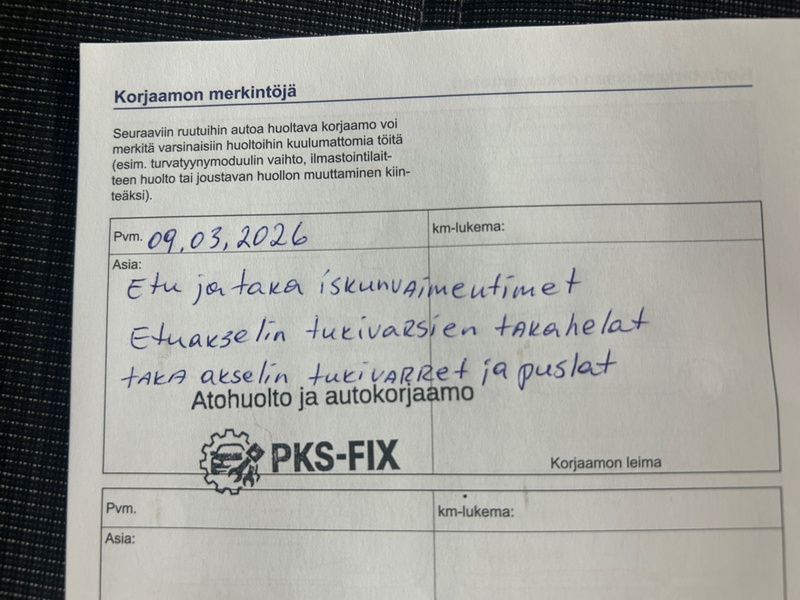 Korjaamon merkintöjä
Seuraaviin ruutuihin autoa huoltava korjaamo voi
merkitä varsinaisiin huoltoihin kuulumattomia töitä
(esim. turvatyynymoduulin vaihto, ilmastointilait-
teen huolto tai joustavan huollon muuttaminen kiin-
teäksi).
Pvm. 09,03,2026 km-lukema:
Asia:
Etu ja taka iskunvaimentimet
Etuakselin tukivarsien takahelat
taka akselin tukivarret ja puslat
Atohuolto ja autokorjaamo
PKS-FIX
Korjaamon leima
Pvm. km-lukema:
Asia: